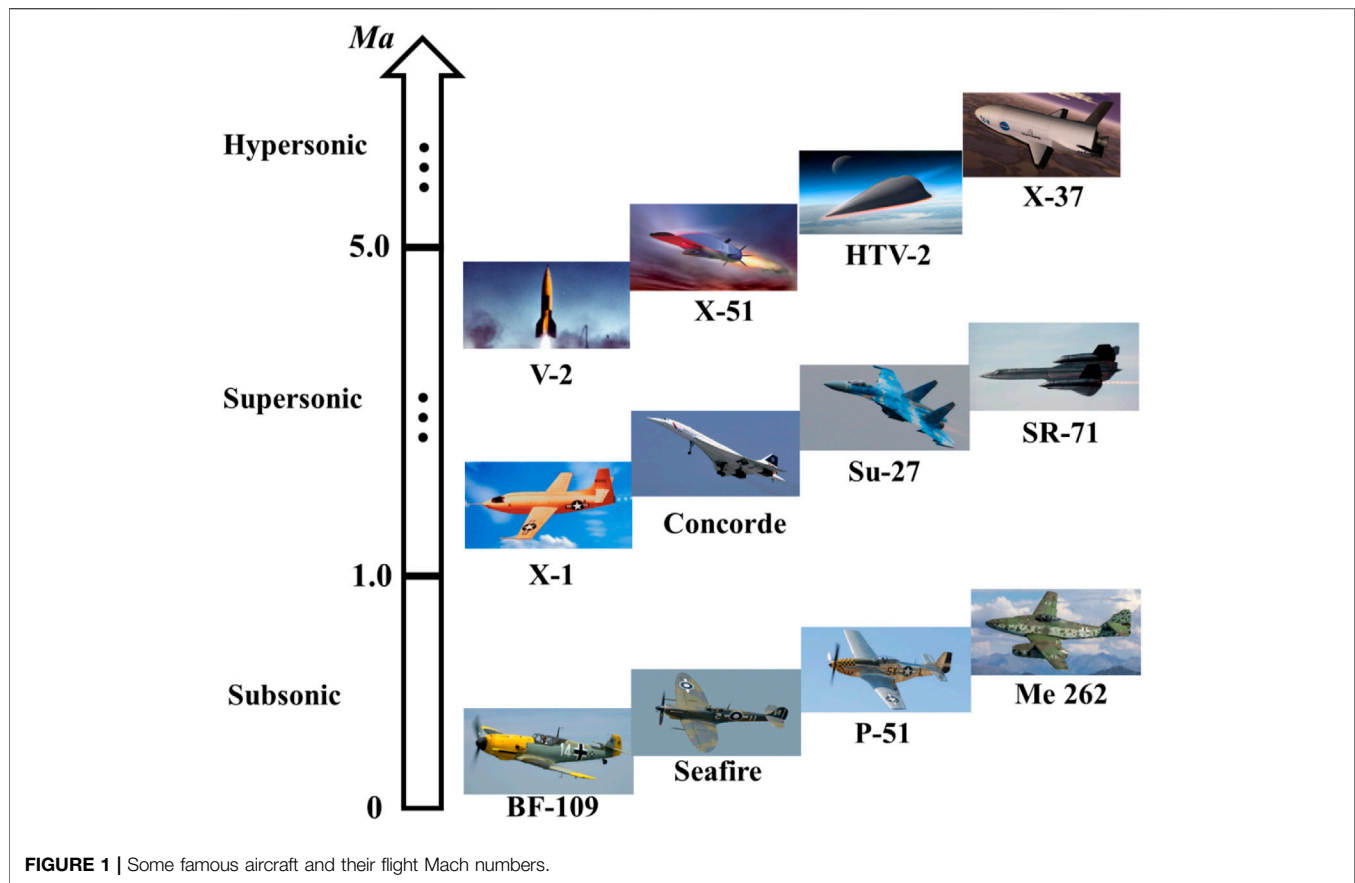 Ma
Hypersonic
X-37
HTV-2
5.0
X-51
V-2
Supersonic
SR-71
Su-27
Concorde
X-1
1.0
Subsonic
Me 262
P-51
Seafire
14
BF-109
0
FIGURE 1 | Some famous aircraft and their flight Mach numbers.